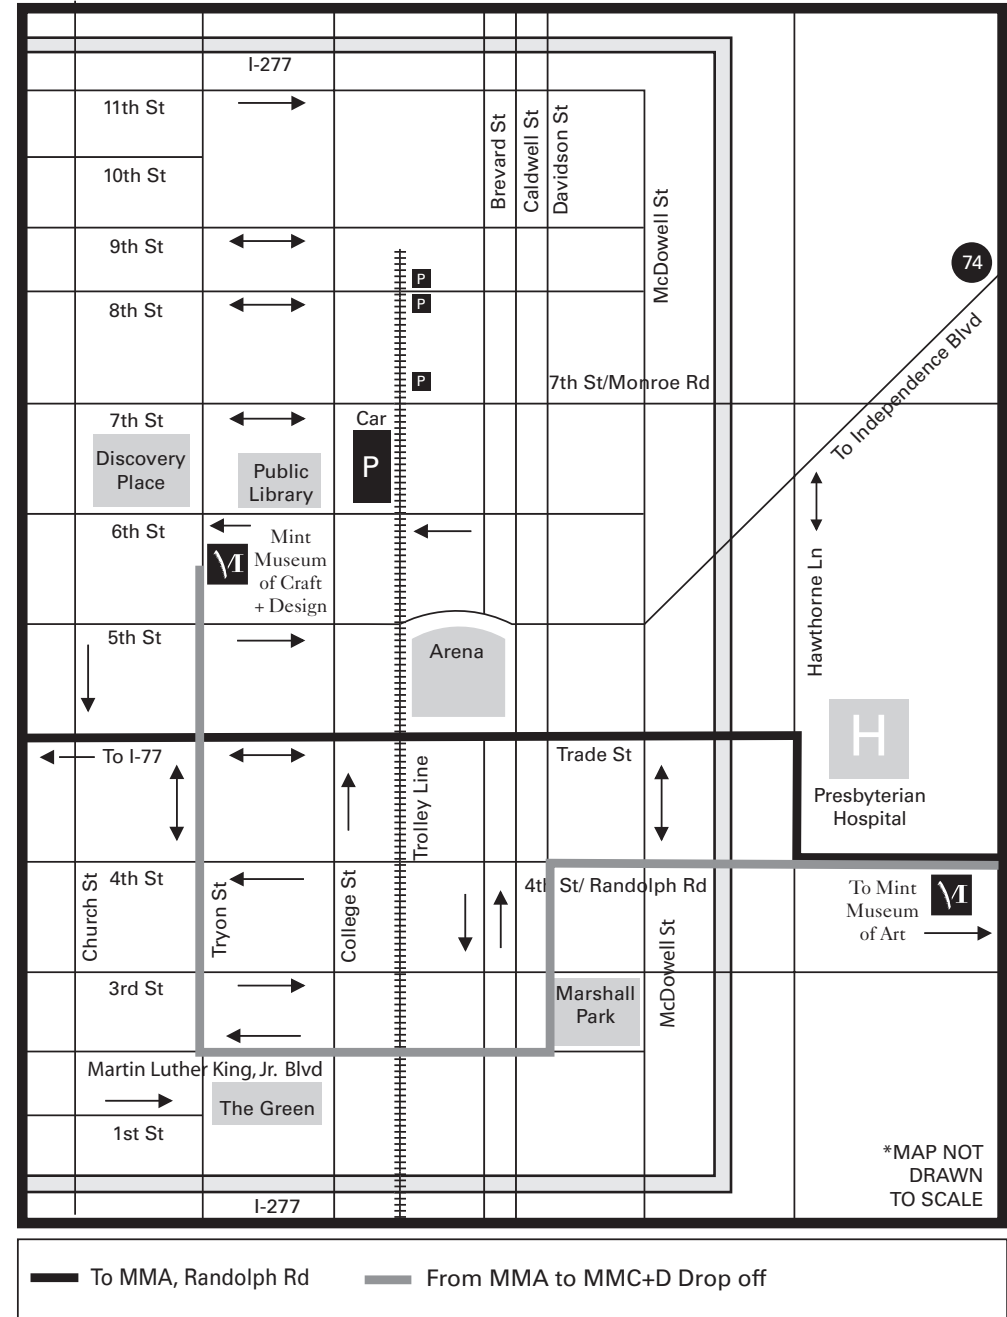 I-277
11th St
10th St
Brevard St
Caldwell St
Davidson St
McDowell St
9th St
74
P
8th St
P
To Independence Blvd
P
7th St/Monroe Rd
7th St
Car
P
Discovery
Place
Public
Library
6th St
M
Mint
Museum
of Craft
+ Design
Hawthorne Ln
5th St
Arena
H
To I-77
Trade St
Trolley Line
Presbyterian
Hospital
4th St
4th St/ Randolph Rd
Church St
Tryon St
College St
McDowell St
To Mint
Museum
of Art
M
3rd St
Marshall
Park
Martin Luther King, Jr. Blvd
The Green
1st St
*MAP NOT
DRAWN
TO SCALE
I-277
To MMA, Randolph Rd
From MMA to MMC+D Drop off